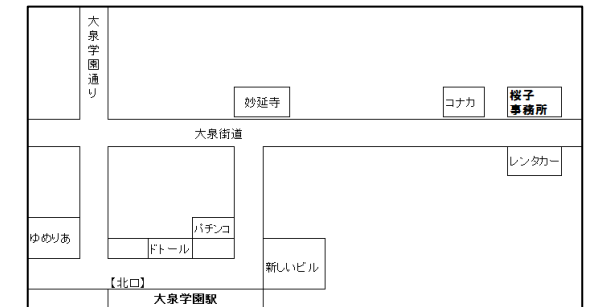 大泉学園通り
妙延寺
コナカ
桜子
事務所
大泉街道
レンタカー
パチンコ
ゆめりあ
ドトール
新しいビル
【北口】
大泉学園駅